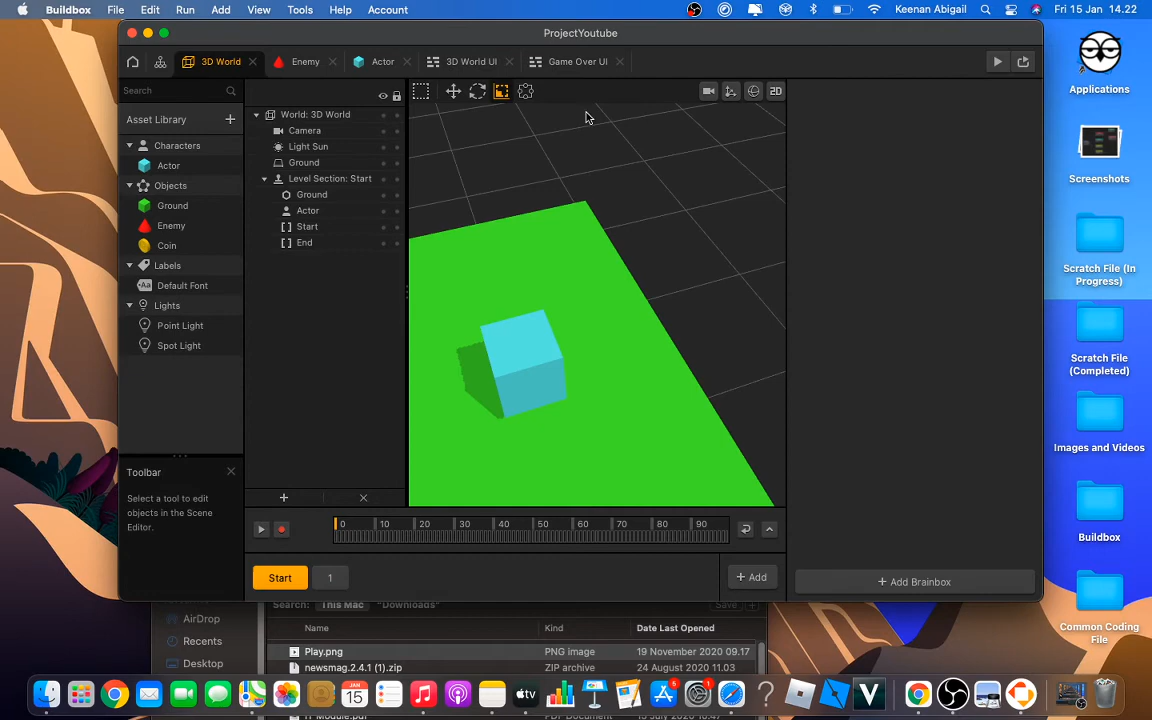 Buildbox File Edit Run Add View Tools Help Account Keenan Abigail Fri 15 Jan 14.22
ProjectYoutube
3D World Enemy Actor 3D World UI Game Over UI
Search
2D
Asset Library
World: 3D World
Camera
Characters
Light Sun
Actor
Ground
Objects
Level Section: Start
Ground
Ground
Enemy
Actor
Coin
Start
Labels
End
Default Font
Lights
Point Light
Spot Light
Toolbar
Select a tool to edit
objects in the Scene
Editor.
0 10 20 30 40 50 60 70 80 90
Start 1 + Add
+ Add Brainbox
Applications
Screenshots
Scratch File (In
Progress)
Scratch File
(Completed)
Images and Videos
Buildbox
Common Coding
File
Search: This Mac "Downloads" Save
AirDrop
Recents
Desktop
Name Kind Date Last Opened
Play.png PNG image 19 November 2020 09.17
newsmag.2.4.1 (1).zip ZIP archive 24 August 2020 11.03
JAN
15
tv
6
1